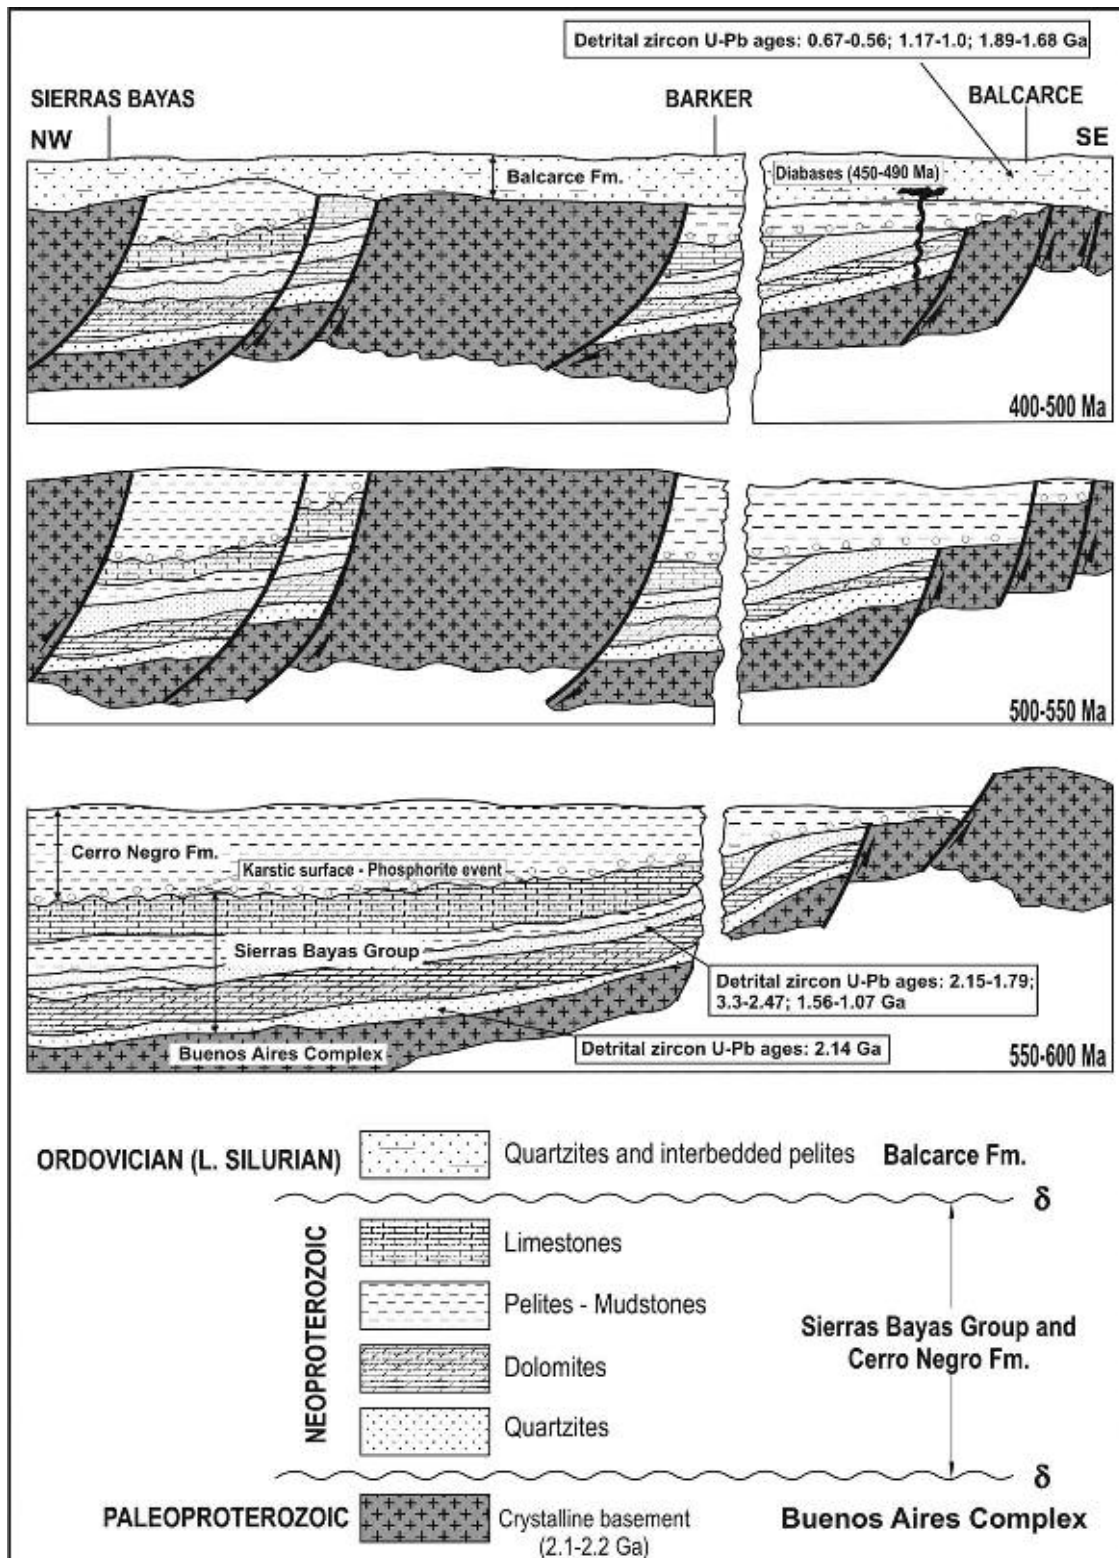 Detrital zircon U-Pb ages: 0.67-0.56; 1.17-1.0; 1.89-1.68 Ga
SIERRAS BAYAS
BARKER
BALCARCE
NW
SE
Balcarce Fm.
Diabases (450-490 Ma)
400-500 Ma
500-550 Ma
Cerro Negro Fm.
Karstic surface - Phosphorite event
Sierras Bayas Group
Detrital zircon U-Pb ages: 2.15-1.79;
3.3-2.47; 1.56-1.07 Ga
Buenos Aires Complex
Detrital zircon U-Pb ages: 2.14 Ga
550-600 Ma
ORDOVICIAN (L. SILURIAN)
Quartzites and interbedded pelites
Balcarce Fm.
δ
NEOPROTEROZOIC
Limestones
Pelites - Mudstones
Dolomites
Quartzites
Sierras Bayas Group and
Cerro Negro Fm.
δ
PALEOPROTEROZOIC
Crystalline basement
(2.1-2.2 Ga)
Buenos Aires Complex